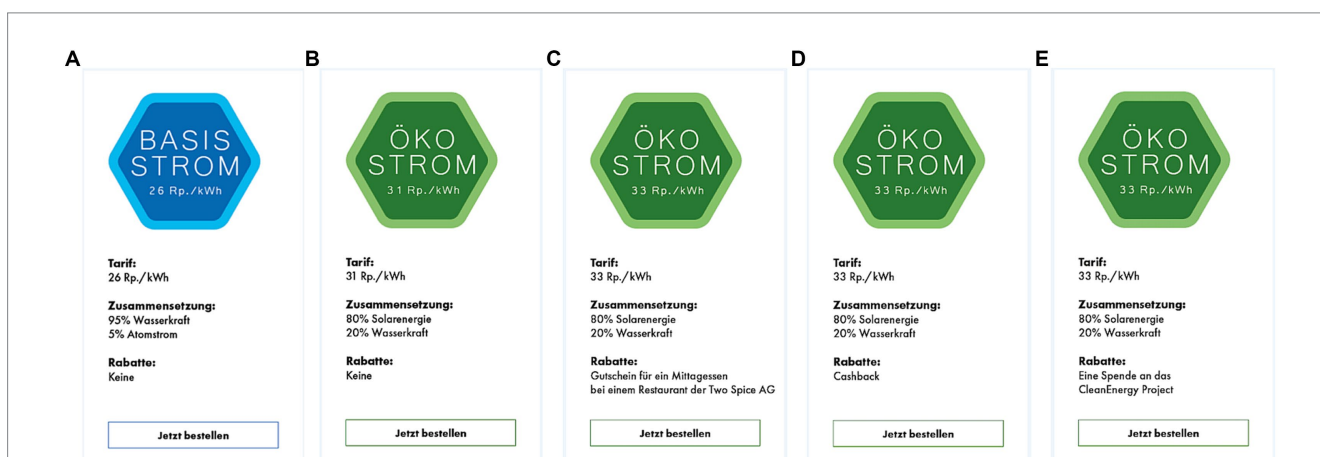 A
BASIS
STROM
26 Rp./kWh
Tarif:
26 Rp./kWh
Zusammensetzung:
95% Wasserkraft
5% Atomstrom
Rabatte:
Keine
Jetzt bestellen
B
ÖKO
STROM
31 Rp./kWh
Tarif:
31 Rp./kWh
Zusammensetzung:
80% Solarenergie
20% Wasserkraft
Rabatte:
Keine
Jetzt bestellen
C
ÖKO
STROM
33 Rp./kWh
Tarif:
33 Rp./kWh
Zusammensetzung:
80% Solarenergie
20% Wasserkraft
Rabatte:
Gutschein für ein Mittagessen
bei einem Restaurant der Two Spice AG
Jetzt bestellen
D
ÖKO
STROM
33 Rp./kWh
Tarif:
33 Rp./kWh
Zusammensetzung:
80% Solarenergie
20% Wasserkraft
Rabatte:
Cashback
Jetzt bestellen
E
ÖKO
STROM
33 Rp./kWh
Tarif:
33 Rp./kWh
Zusammensetzung:
80% Solarenergie
20% Wasserkraft
Rabatte:
Eine Spende an das
CleanEnergy Project
Jetzt bestellen